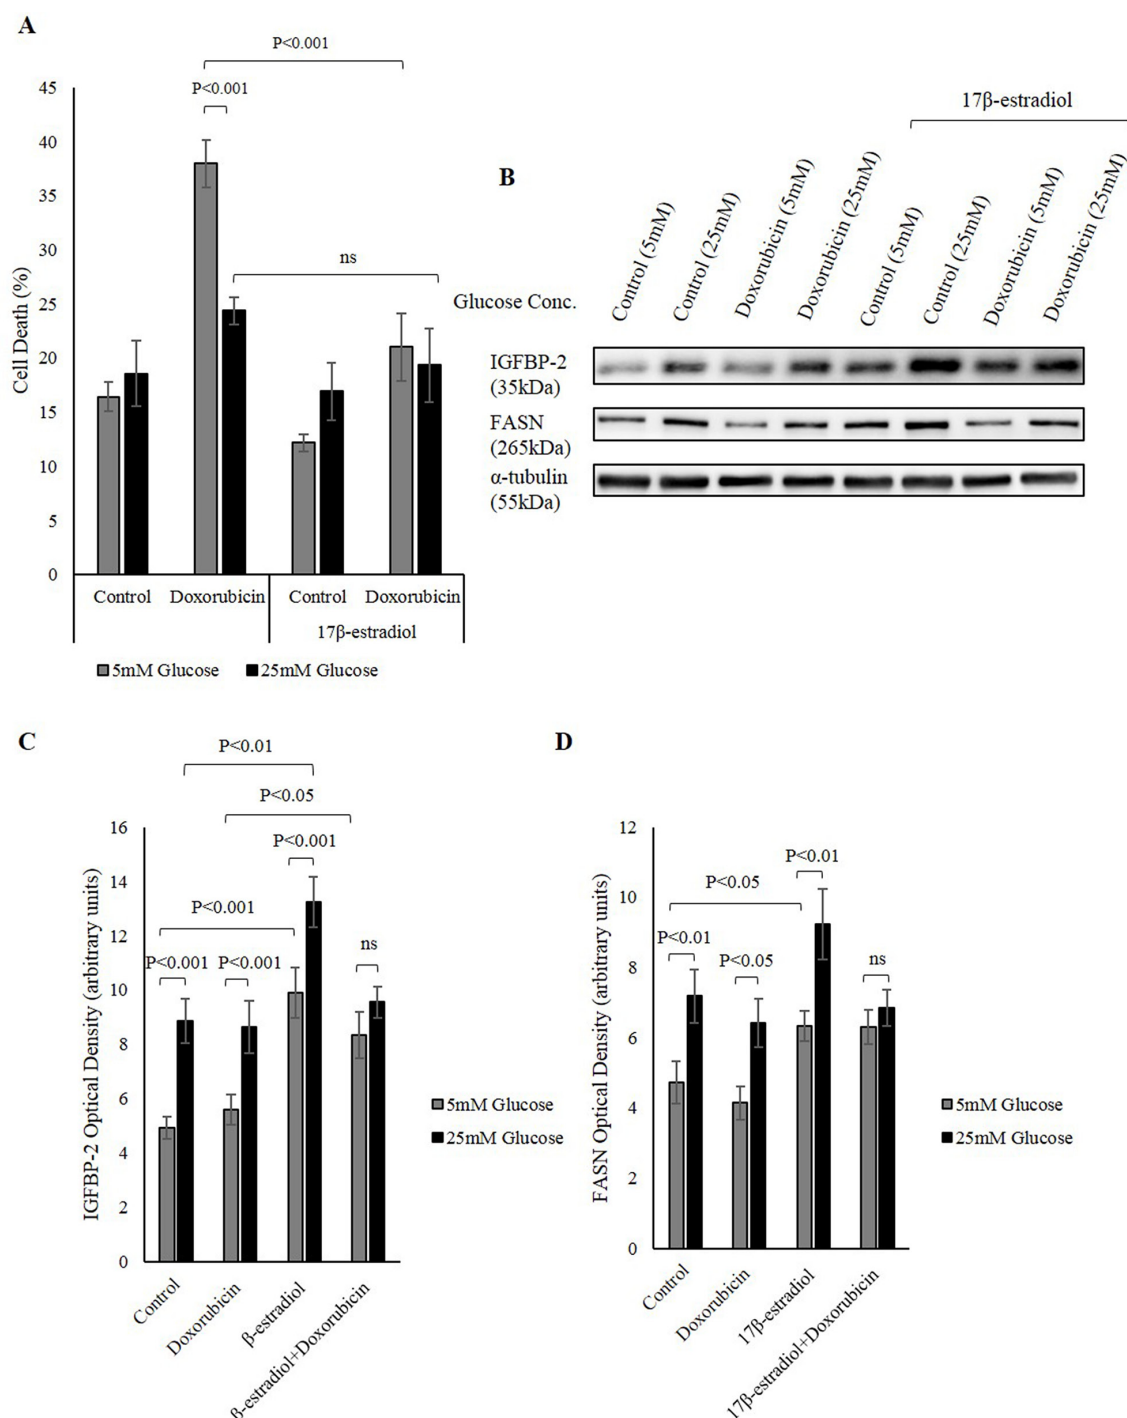 A
P<0.001
P<0.001
45
40
35
30
25
20
15
10
5
0
Cell Death (%)
ns
Control
Doxorubicin
Control
Doxorubicin
17β-estradiol
5mM Glucose
25mM Glucose
B
17β-estradiol
Glucose Conc.
Control (5mM)
Control (25mM)
Doxorubicin (5mM)
Doxorubicin (25mM)
Control (5mM)
Control (25mM)
Doxorubicin (5mM)
Doxorubicin (25mM)
IGFBP-2
(35kDa)
FASN
(265kDa)
α-tubulin
(55kDa)
C
P<0.01
P<0.05
P<0.001
P<0.001
P<0.001
P<0.001
ns
16
14
12
10
8
6
4
2
0
IGFBP-2 Optical Density (arbitrary units)
Control
Doxorubicin
β-estradiol
β-estradiol+Doxorubicin
5mM Glucose
25mM Glucose
D
P<0.01
P<0.05
P<0.01
P<0.05
ns
12
10
8
6
4
2
0
FASN Optical Density (arbitrary units)
Control
Doxorubicin
17β-estradiol
17β-estradiol+Doxorubicin
5mM Glucose
25mM Glucose